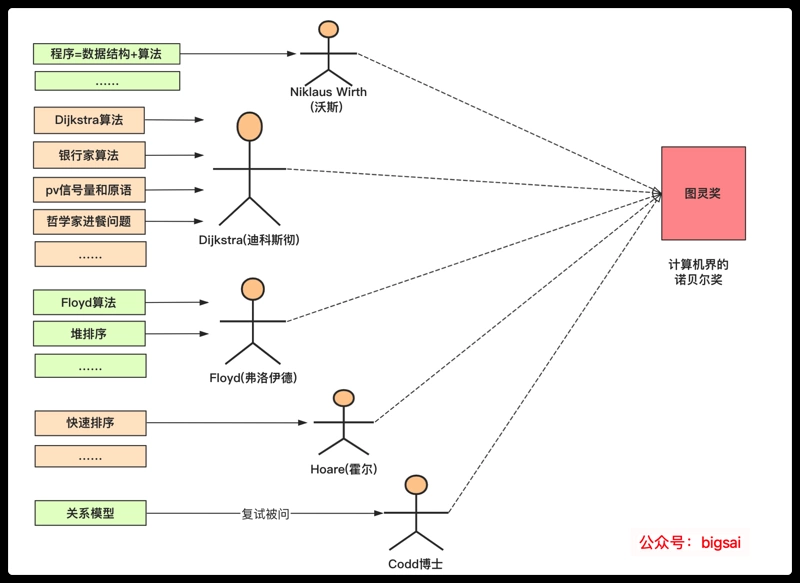 程序=数据结构+算法
……
Niklaus Wirth
(沃斯)
Dijkstra算法
银行家算法
pv信号量和原语
哲学家进餐问题
……
Dijkstra(迪科斯彻)
图灵奖
计算机界的
诺贝尔奖
Floyd算法
堆排序
……
Floyd(弗洛伊德)
快速排序
……
Hoare(霍尔)
关系模型
复试被问
Codd博士
公众号：bigsai